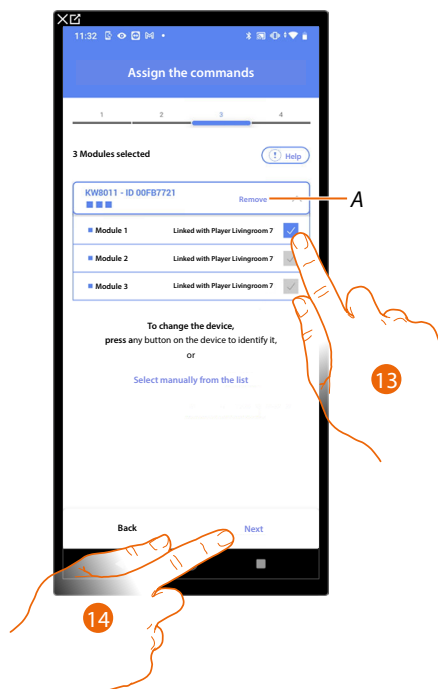 11:32
Assign the commands
1 2 3 4
3 Modules selected
! Help
KW8011 - ID 00FB7721
Remove
A
Module 1 Linked with Player Livingroom 7
Module 2 Linked with Player Livingroom 7
Module 3 Linked with Player Livingroom 7
To change the device,
press any button on the device to identify it,
or
Select manually from the list
13
Back Next
14